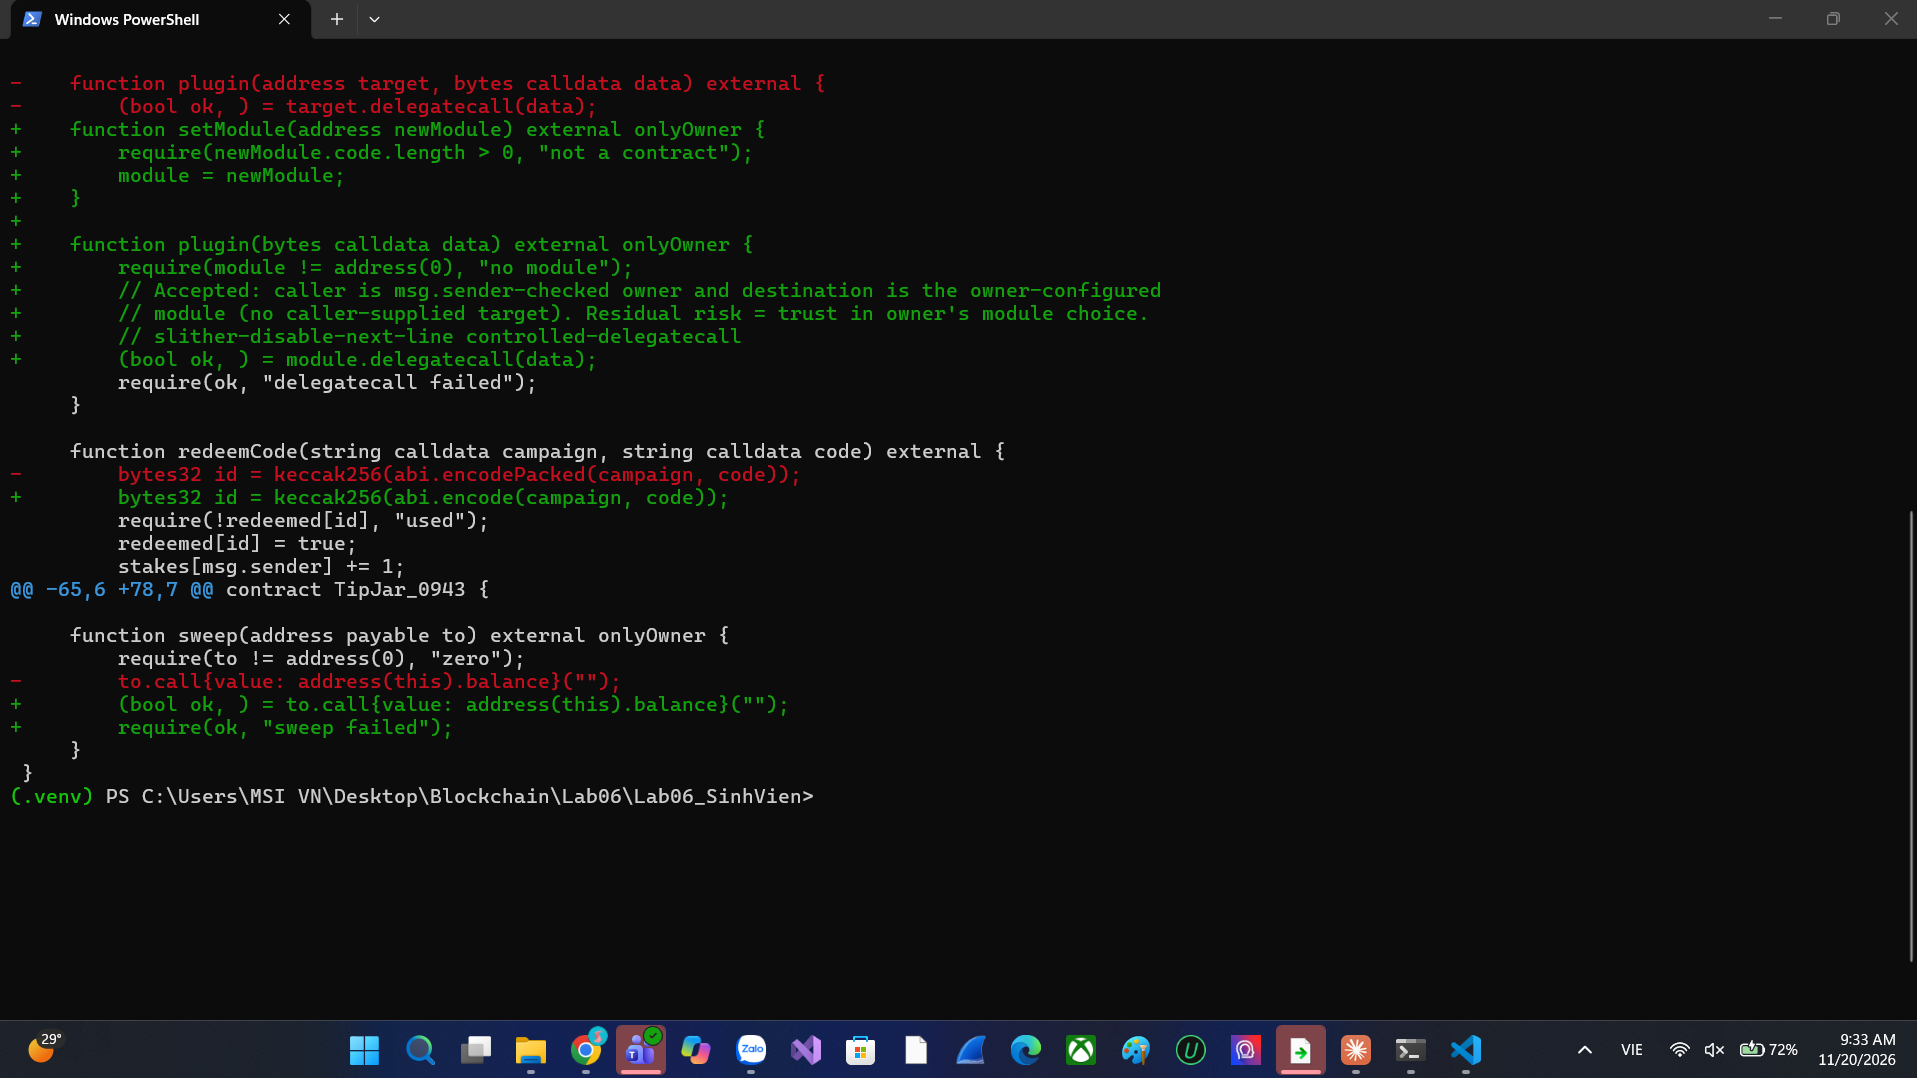 Windows PowerShell
-    function plugin(address target, bytes calldata data) external {
-        (bool ok, ) = target.delegatecall(data);
+    function setModule(address newModule) external onlyOwner {
+        require(newModule.code.length > 0, "not a contract");
+        module = newModule;
+    }
+
+    function plugin(bytes calldata data) external onlyOwner {
+        require(module != address(0), "no module");
+        // Accepted: caller is msg.sender-checked owner and destination is the owner-configured
+        // module (no caller-supplied target). Residual risk = trust in owner's module choice.
+        // slither-disable-next-line controlled-delegatecall
+        (bool ok, ) = module.delegatecall(data);
         require(ok, "delegatecall failed");
     }
     function redeemCode(string calldata campaign, string calldata code) external {
-        bytes32 id = keccak256(abi.encodePacked(campaign, code));
+        bytes32 id = keccak256(abi.encode(campaign, code));
         require(!redeemed[id], "used");
         redeemed[id] = true;
         stakes[msg.sender] += 1;
@@ -65,6 +78,7 @@ contract TipJar_0943 {
     function sweep(address payable to) external onlyOwner {
         require(to != address(0), "zero");
-        to.call{value: address(this).balance}("");
+        (bool ok, ) = to.call{value: address(this).balance}("");
+        require(ok, "sweep failed");
     }
 }
(.venv) PS C:\Users\MSI VN\Desktop\Blockchain\Lab06\Lab06_SinhVien>
29°
Zalo
VIE
72%
9:33 AM
11/20/2026